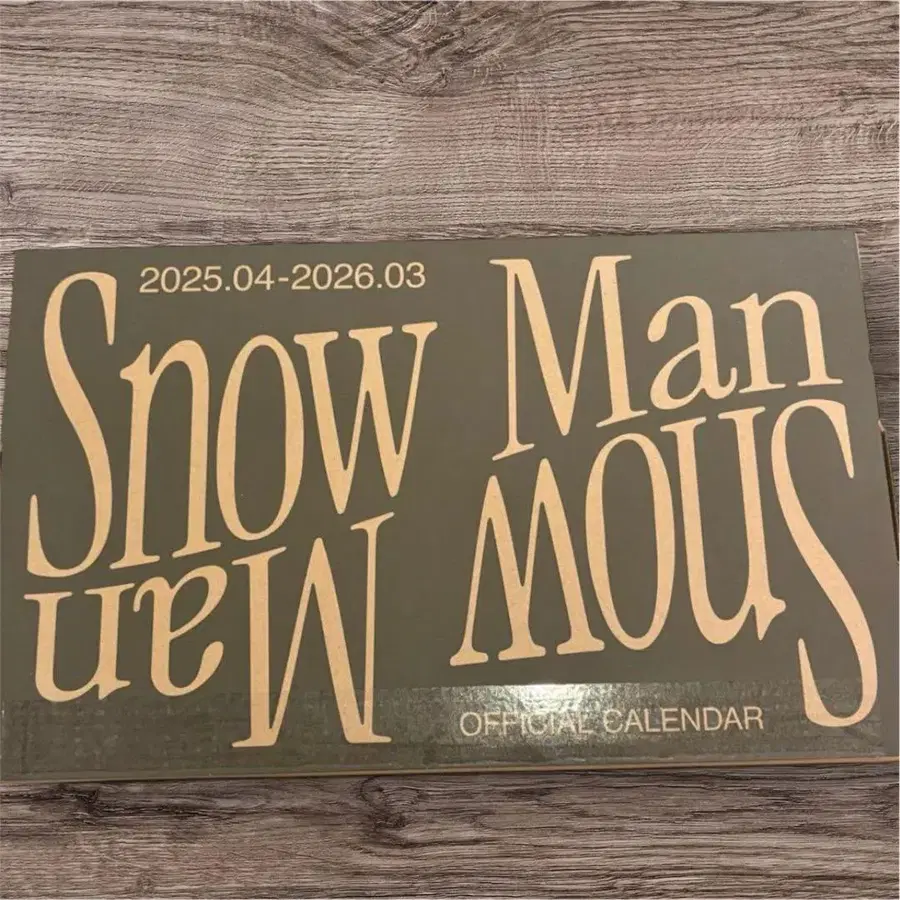 2025.04-2026.03
Snow Man
Snow Man
OFFICIAL CALENDAR